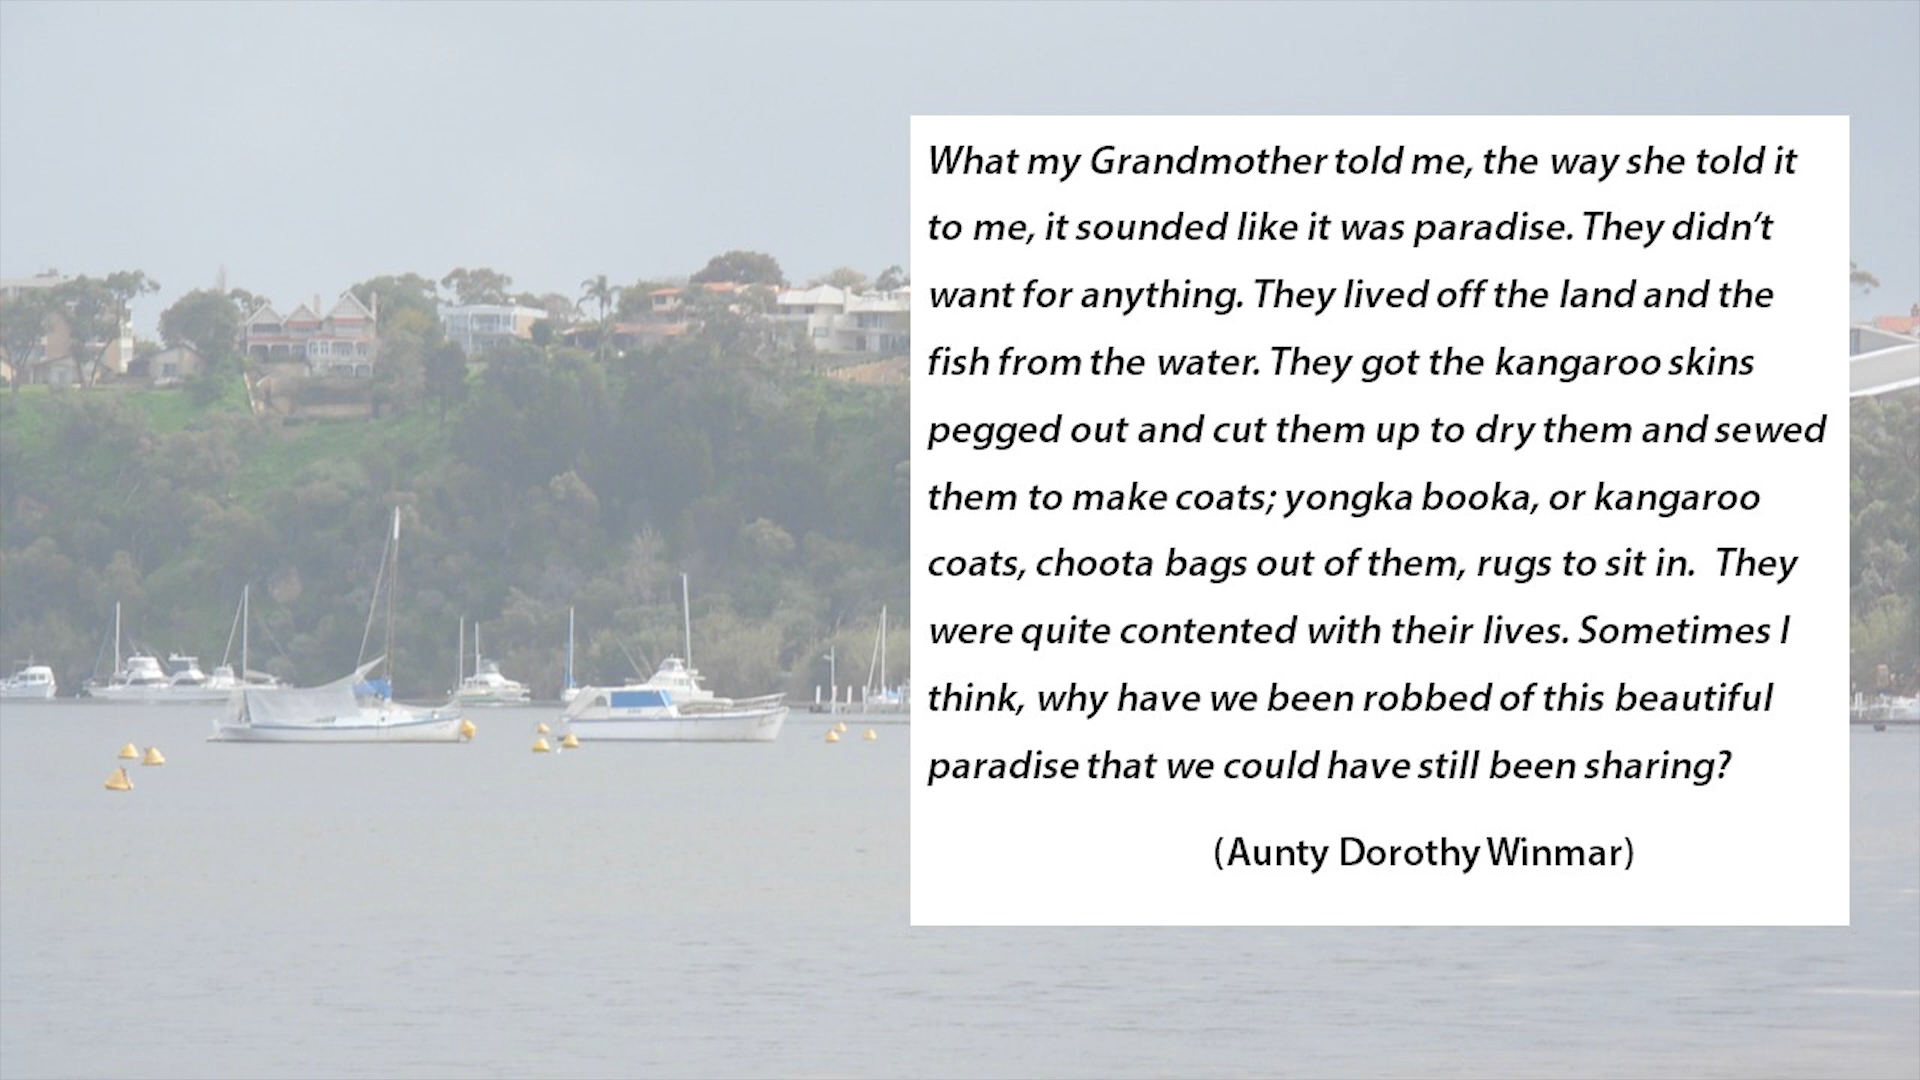 What my Grandmother told me, the way she told it
to me, it sounded like it was paradise. They didn’t
want for anything. They lived off the land and the
fish from the water. They got the kangaroo skins
pegged out and cut them up to dry them and sewed
them to make coats; yongka booka, or kangaroo
coats, choota bags out of them, rugs to sit in.  They
were quite contented with their lives. Sometimes I
think, why have we been robbed of this beautiful
paradise that we could have still been sharing?
(Aunty Dorothy Winmar)